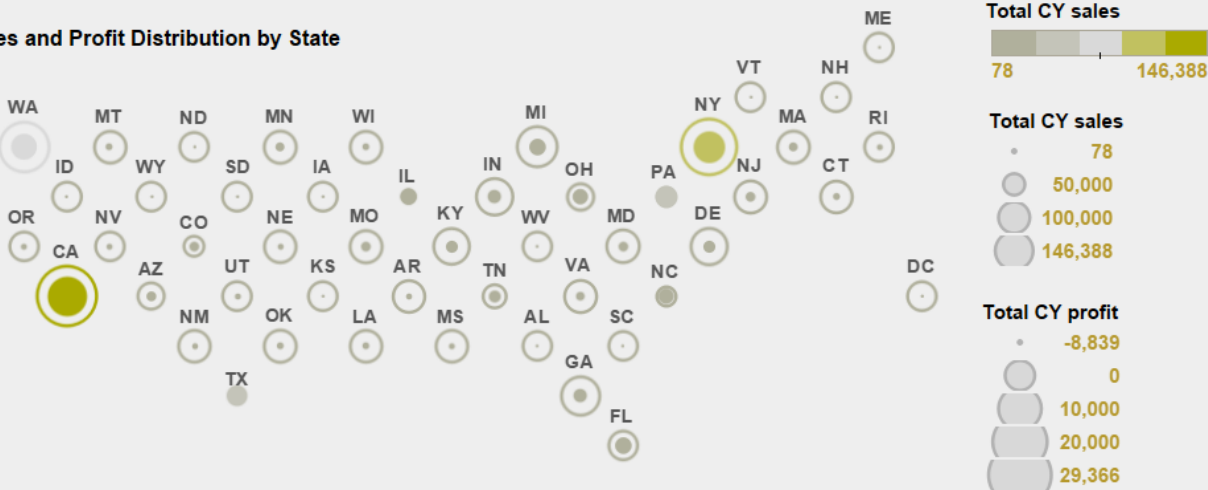 es and Profit Distribution by State
ME
VT NH
WA MT ND MN WI MI NY MA RI
ID WY SD IA IL IN OH PA NJ CT
OR NV CO NE MO KY WV MD DE
CA AZ UT KS AR TN VA NC DC
NM OK LA MS AL SC
TX GA
FL
Total CY sales
78 146,388
Total CY sales
78
50,000
100,000
146,388
Total CY profit
-8,839
0
10,000
20,000
29,366